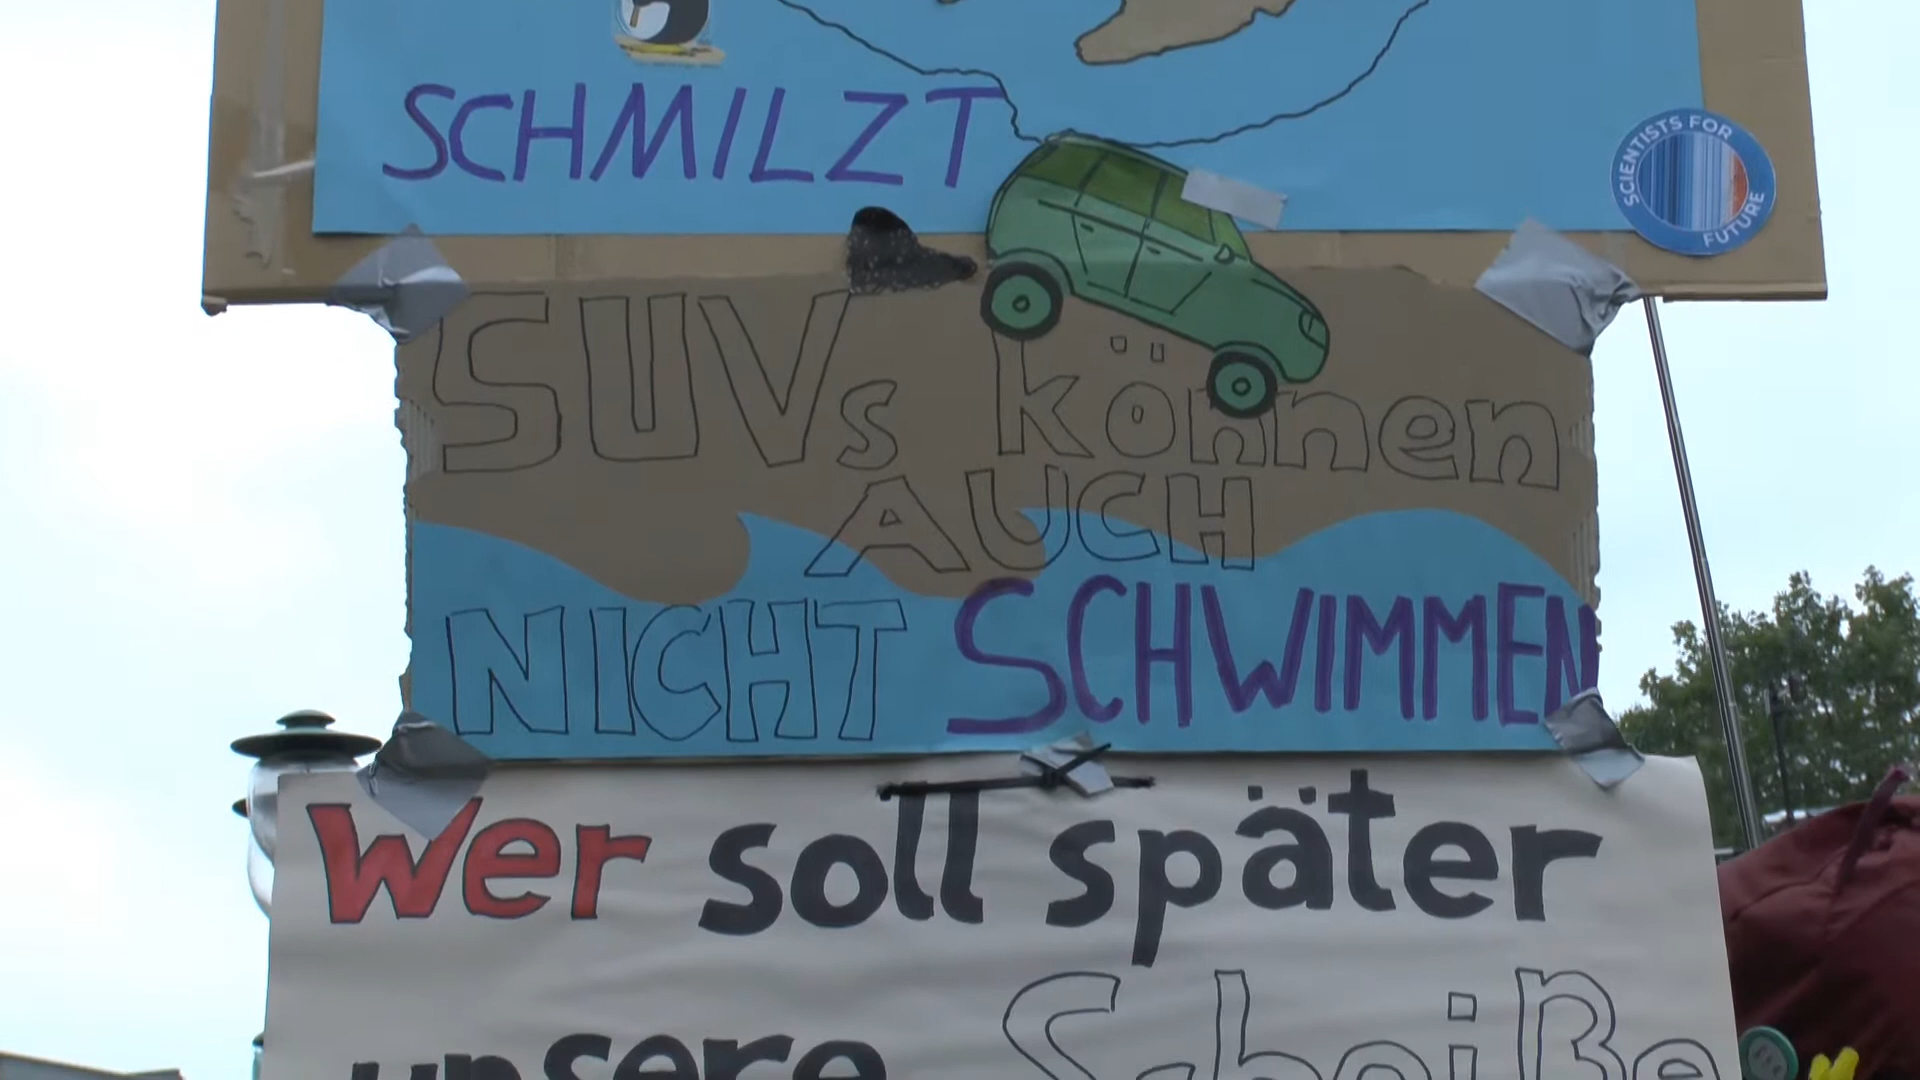 SCHMILZT
SCIENTISTS FOR
FUTURE
SUVs können
AUCH
NICHT SCHWIMMEN
Wer soll später
unsere Scheiße